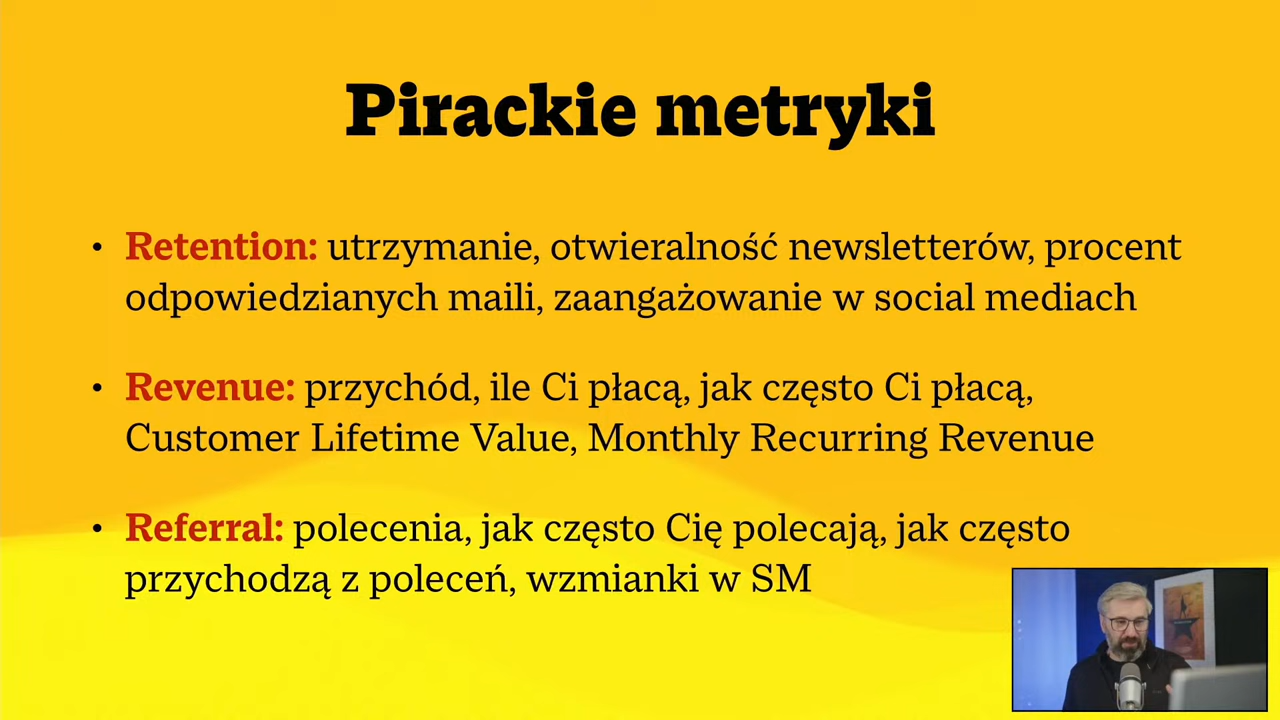 Pirackie metryki
• Retention: utrzymanie, otwieralność newsletterów, procent
odpowiedzianych maili, zaangażowanie w social mediach
• Revenue: przychód, ile Ci płacą, jak często Ci płacą,
Customer Lifetime Value, Monthly Recurring Revenue
• Referral: polecenia, jak często Cię polecają, jak często
przychodzą z poleceń, wzmianki w SM